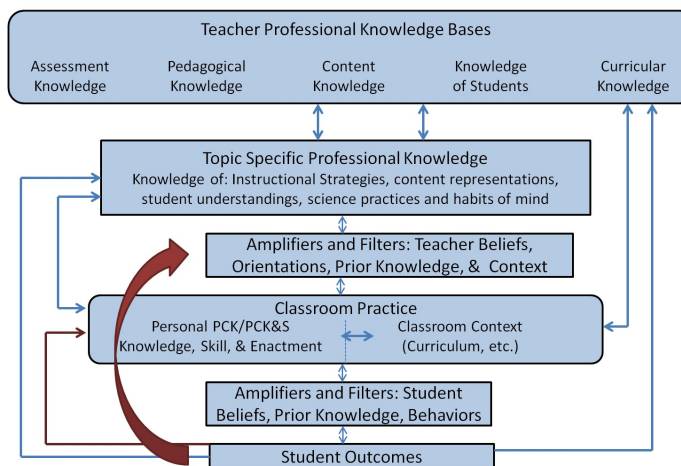 Teacher Professional Knowledge Bases
Assessment Knowledge
Pedagogical Knowledge
Content Knowledge
Knowledge of Students
Curricular Knowledge
Topic Specific Professional Knowledge
Knowledge of: Instructional Strategies, content representations,
student understandings, science practices and habits of mind
Amplifiers and Filters: Teacher Beliefs,
Orientations, Prior Knowledge, & Context
Classroom Practice
Personal PCK/PCK&S
Knowledge, Skill, & Enactment
Classroom Context
(Curriculum, etc.)
Amplifiers and Filters: Student
Beliefs, Prior Knowledge, Behaviors
Student Outcomes